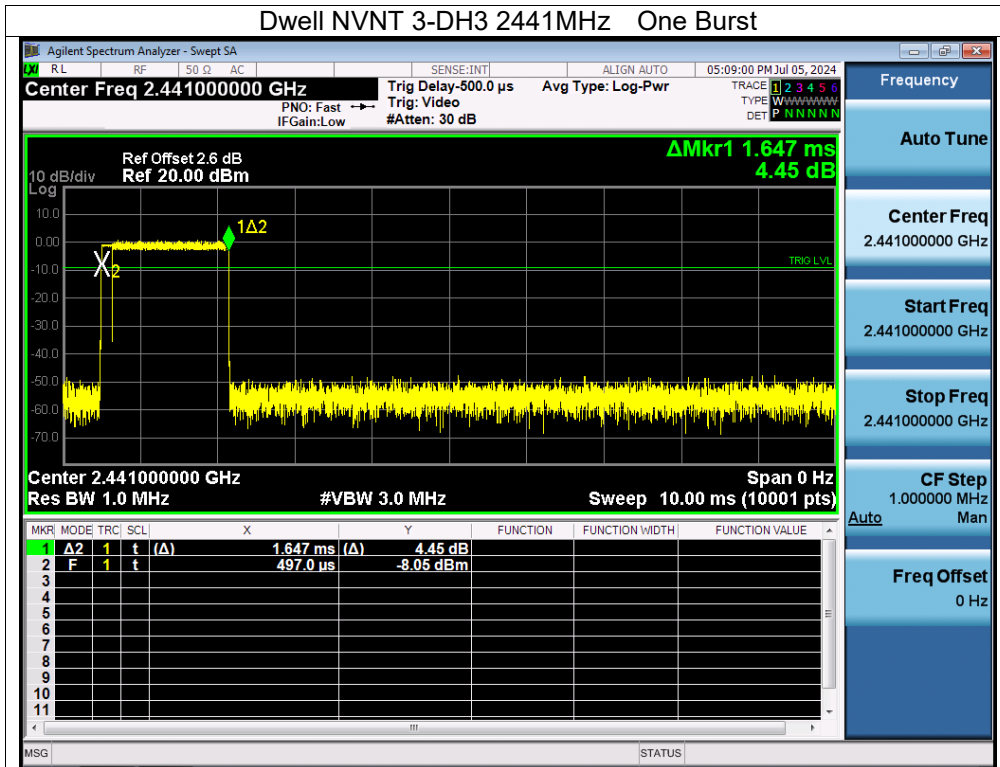 Dwell NVNT 3-DH3 2441MHz One Burst
Agilent Spectrum Analyzer - Swept SA
LXI RL RF 50 Ω AC SENSE:INT ALIGN AUTO 05:09:00 PM Jul 05, 2024
Center Freq 2.441000000 GHz
PNO: Fast
IFGain:Low
Trig Delay-500.0 µs
Trig: Video
#Atten: 30 dB
Avg Type: Log-Pwr
TRACE 1 2 3 4 5 6
TYPE WWWWWW
DET P N N N N N
ΔMkr1 1.647 ms
4.45 dB
Ref Offset 2.6 dB
10 dB/div Ref 20.00 dBm
Log
10.0
0.00
-10.0
-20.0
-30.0
-40.0
-50.0
-60.0
-70.0
1Δ2
X2
TRIG LVL
Center 2.441000000 GHz Span 0 Hz
Res BW 1.0 MHz #VBW 3.0 MHz Sweep 10.00 ms (10001 pts)
MKR MODE TRC SCL X Y FUNCTION FUNCTION WIDTH FUNCTION VALUE
1 Δ2 1 t (Δ) 1.647 ms (Δ) 4.45 dB
2 F 1 t 497.0 µs -8.05 dBm
3
4
5
6
7
8
9
10
11
MSG STATUS
Frequency
Auto Tune
Center Freq
2.441000000 GHz
Start Freq
2.441000000 GHz
Stop Freq
2.441000000 GHz
CF Step
1.000000 MHz
Auto Man
Freq Offset
0 Hz